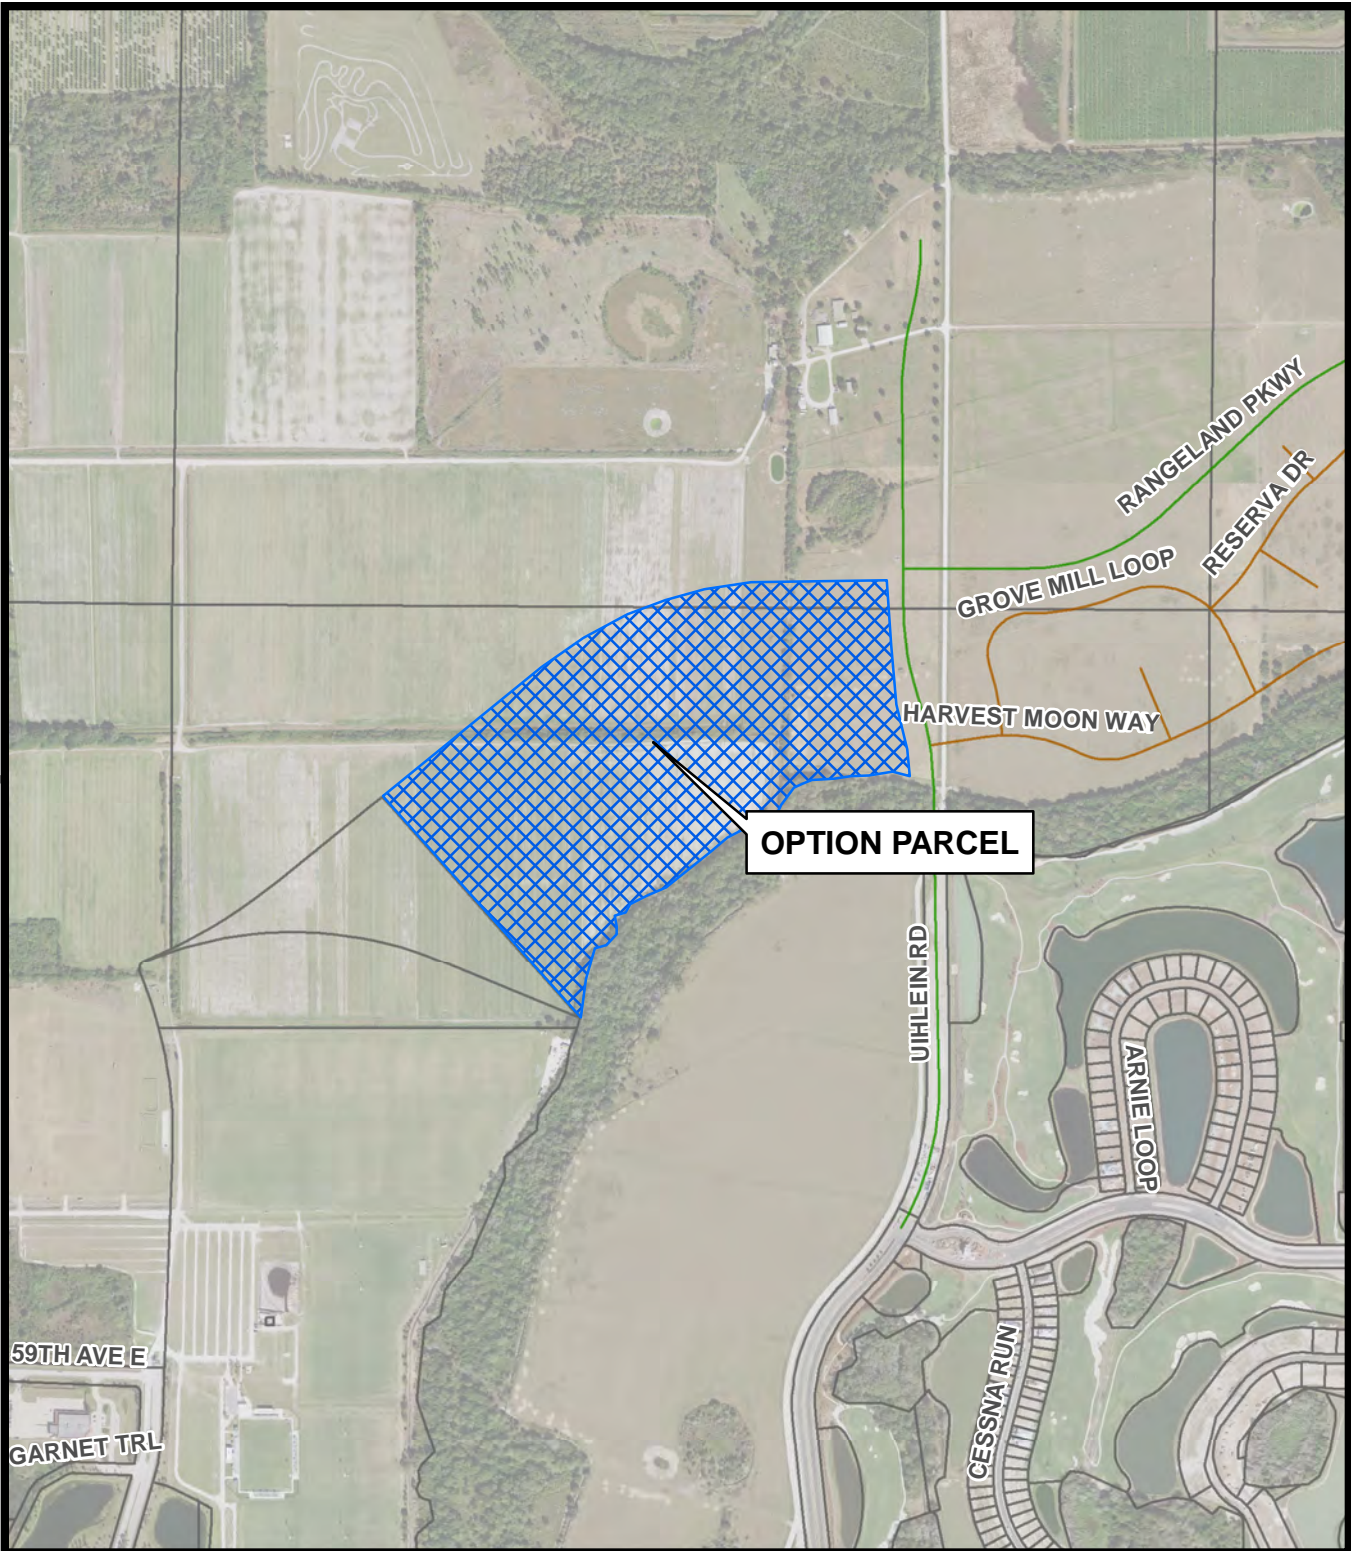 RANGELAND PKWY
RESERVA DR
GROVE MILL LOOP
HARVEST MOON WAY
OPTION PARCEL
UIHLEIN RD
ARNIE LOOP
59TH AVE E
CESSNA RUN
GARNET TRL